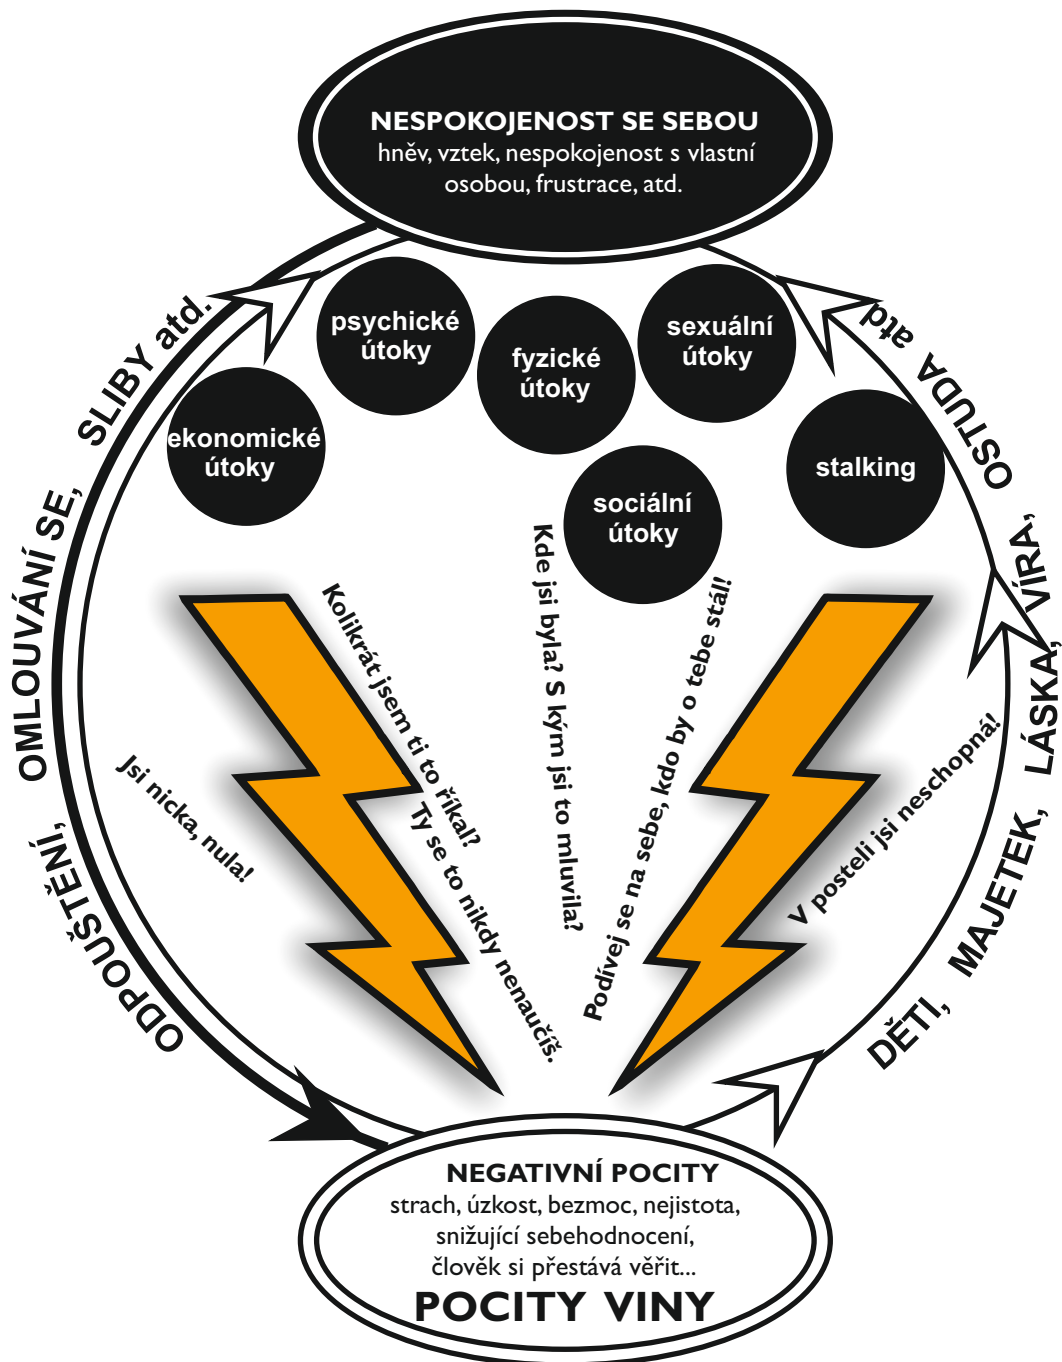 NESPOKOJENOST SE SEBOU
hněv, vztek, nespokojenost s vlastní
osobou, frustrace, atd.
psychické
útoky
fyzické
útoky
sexuální
útoky
ekonomické
útoky
sociální
útoky
stalking
ODPOUŠTĚNÍ, OMLOUVÁNÍ SE, SLIBY atd.
DĚTI, MAJETEK, LÁSKA, VÍRA, OSTUDA atd
Jsi nicka, nula!
Kolikrát jsem ti to říkal?
Ty se to nikdy nenaučíš.
Kde jsi byla? S kým jsi to mluvila?
Podívej se na sebe, kdo by o tebe stál!
V posteli jsi neschopná!
NEGATIVNÍ POCITY
strach, úzkost, bezmoc, nejistota,
snižující sebehodnocení,
člověk si přestává věřit...
POCITY VINY